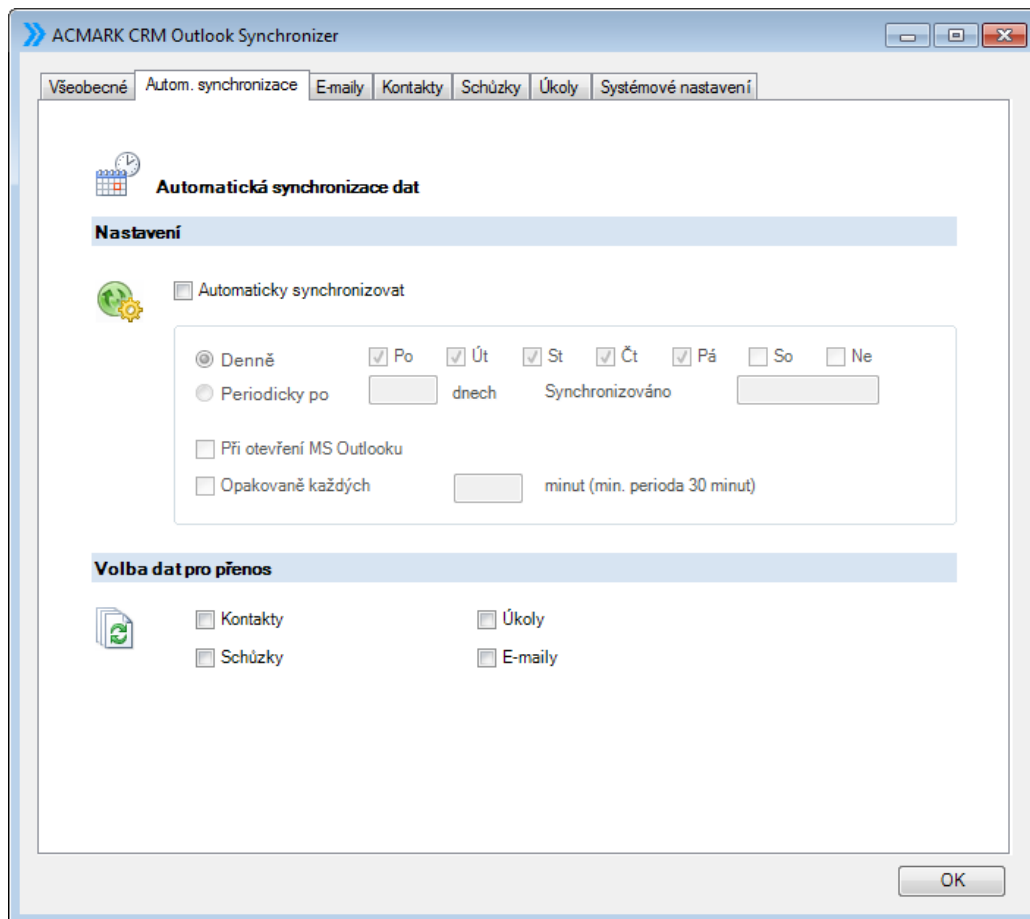 ACMARK CRM Outlook Synchronizer
Všeobecné Autom. synchronizace E-maily Kontakty Schůzky Úkoly Systémové nastavení
Automatická synchronizace dat
Nastavení
Automaticky synchronizovat
Denně Po Út St Čt Pá So Ne
Periodicky po dnech Synchronizováno
Při otevření MS Outlooku
Opakovaně každých minut (min. perioda 30 minut)
Volba dat pro přenos
Kontakty Úkoly
Schůzky E-maily
OK